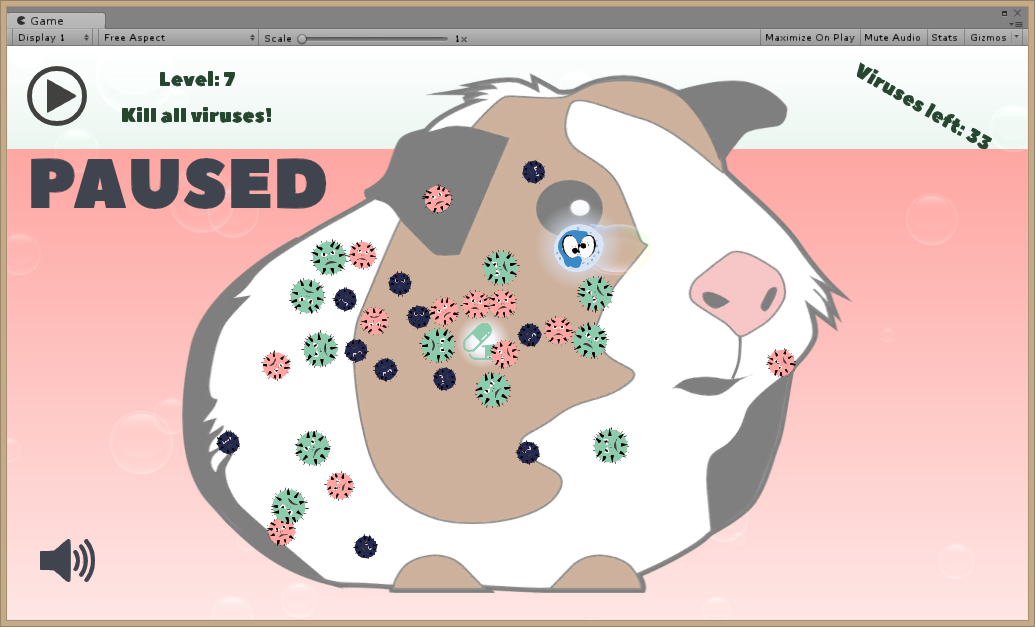 Game
Display 1
Free Aspect
Scale
1x
Maximize On Play
Mute Audio
Stats
Gizmos
Level: 7
Kill all viruses!
Viruses left: 33
PAUSED